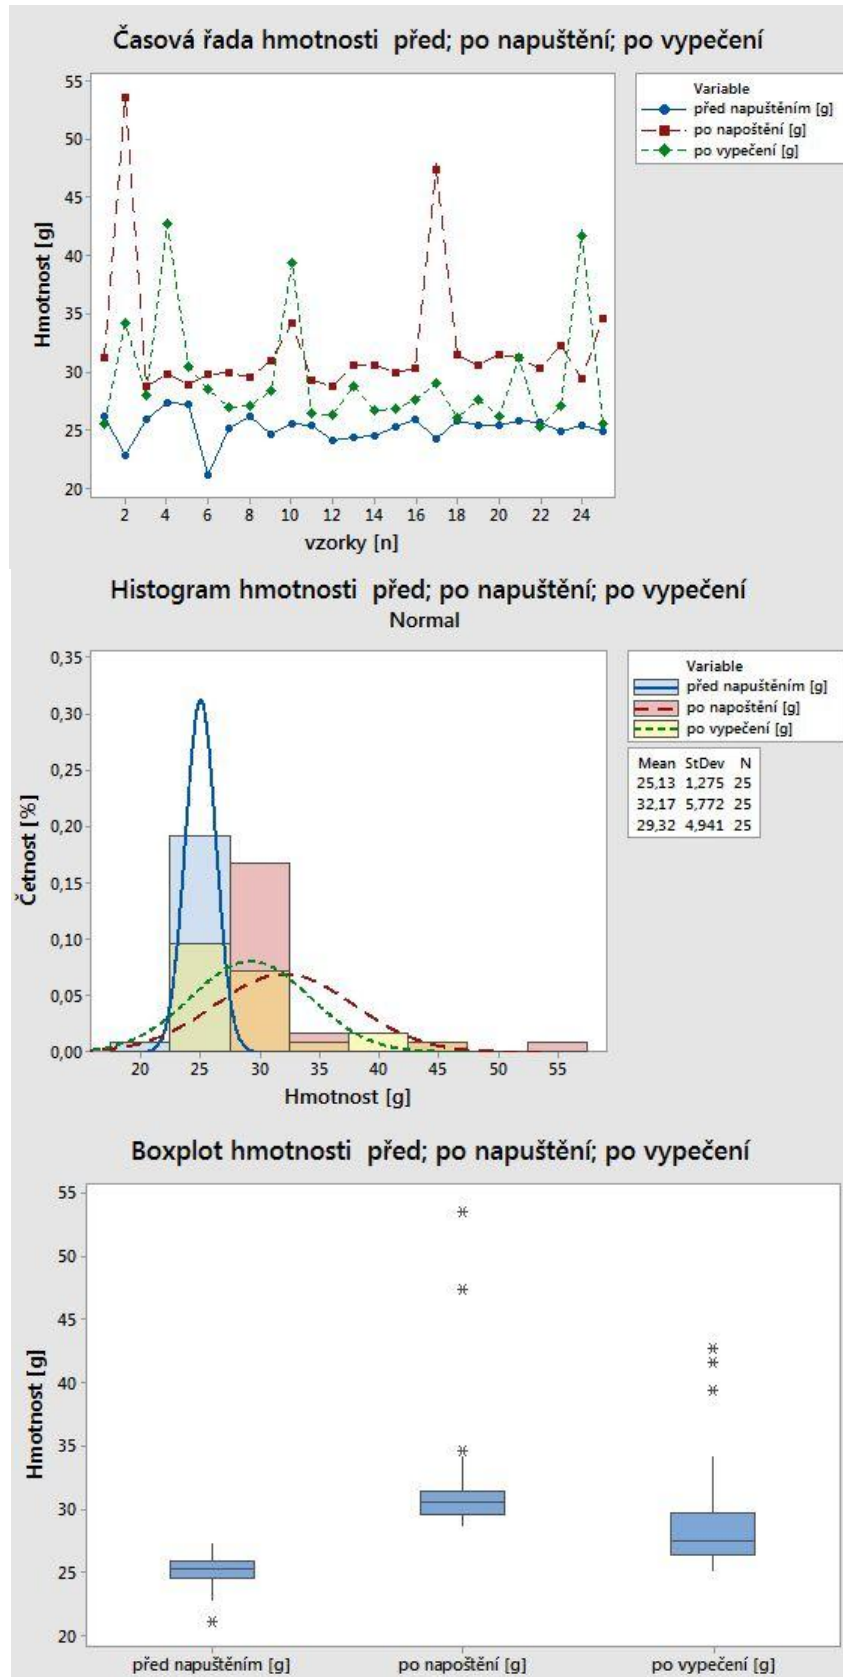 Časová řada hmotnosti před; po napuštění; po vypečení
55
50
45
40
35
30
25
20
Hmotnost [g]
2 4 6 8 10 12 14 16 18 20 22 24
vzorky [n]
Variable
před napuštěním [g]
po napoštění [g]
po vypečení [g]
Histogram hmotnosti před; po napuštění; po vypečení
Normal
0,35
0,30
0,25
0,20
0,15
0,10
0,05
0,00
Četnost [%]
20 25 30 35 40 45 50 55
Hmotnost [g]
Variable
před napuštěním [g]
po napoštění [g]
po vypečení [g]
Mean StDev N
25,13 1,275 25
32,17 5,772 25
29,32 4,941 25
Boxplot hmotnosti před; po napuštění; po vypečení
55
50
45
40
35
30
25
20
Hmotnost [g]
před napuštěním [g] po napoštění [g] po vypečení [g]